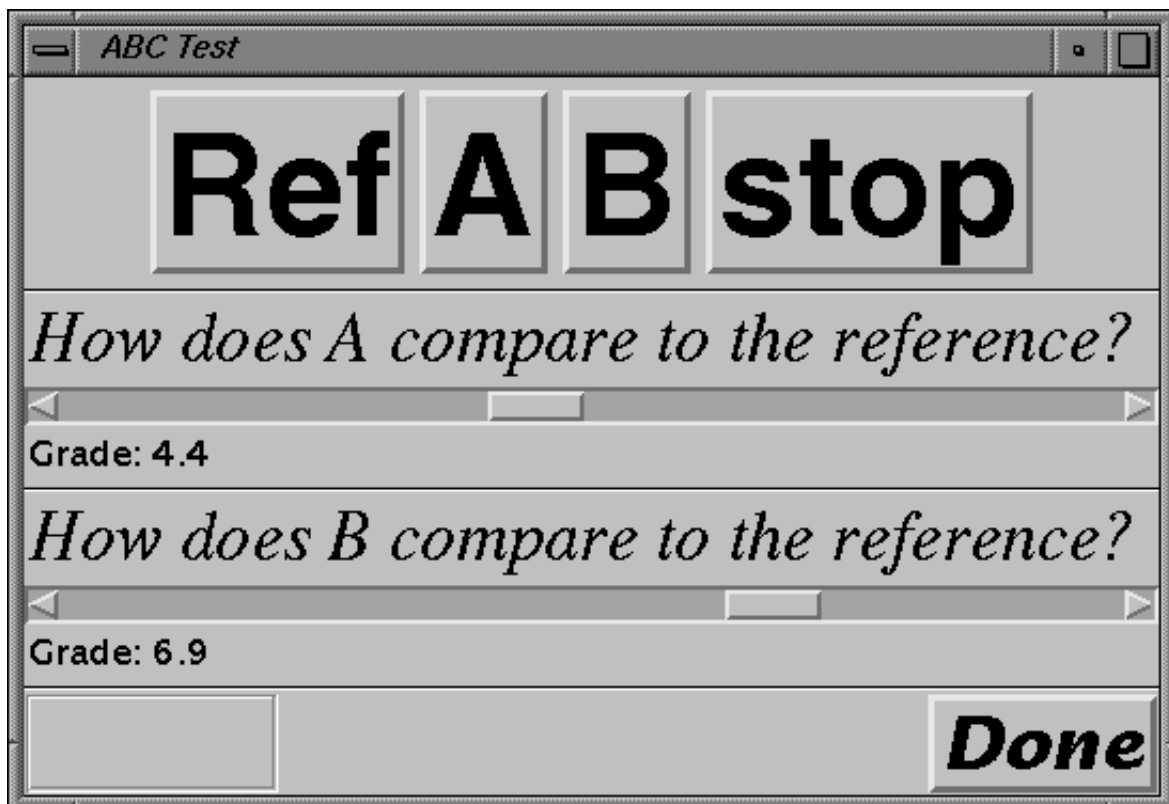 ABC Test
Ref A B stop
How does A compare to the reference?
Grade: 4.4
How does B compare to the reference?
Grade: 6.9
Done